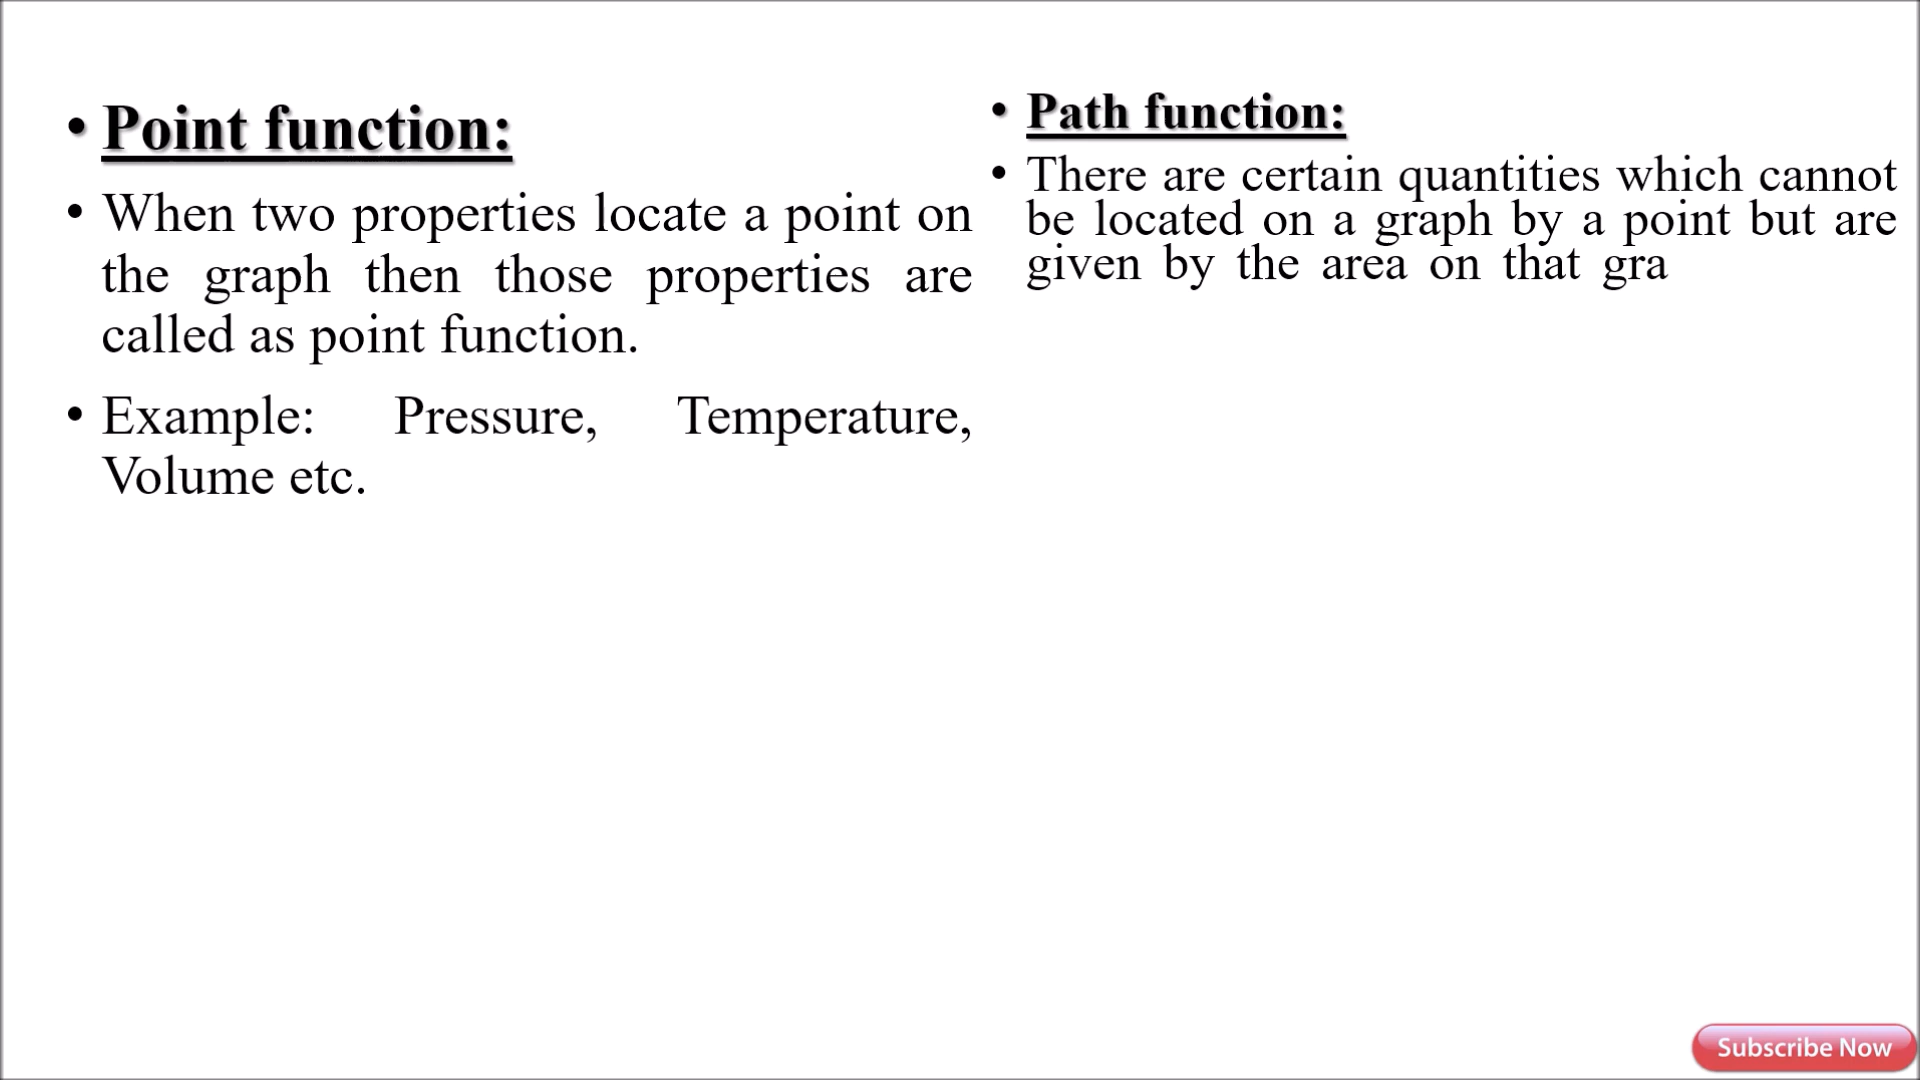 • Point function:
• When two properties locate a point on
the graph then those properties are
called as point function.
• Example: Pressure, Temperature,
Volume etc.
• Path function:
• There are certain quantities which cannot
be located on a graph by a point but are
given by the area on that gra
Subscribe Now